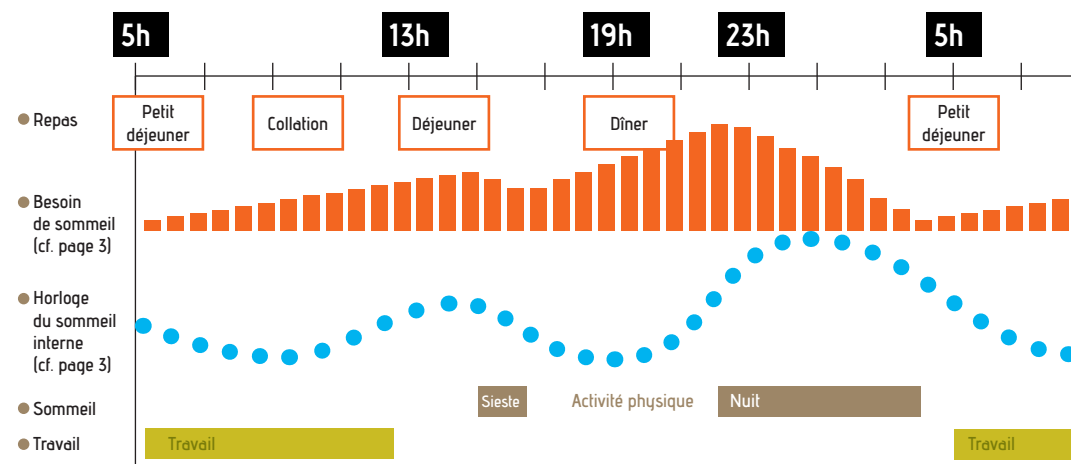 5h 13h 19h 23h 5h
Repas
Petit
déjeuner
Collation
Déjeuner
Dîner
Petit
déjeuner
Besoin
de sommeil
(cf. page 3)
Horloge
du sommeil
interne
(cf. page 3)
Sommeil
Sieste
Activité physique
Nuit
Travail
Travail
Travail